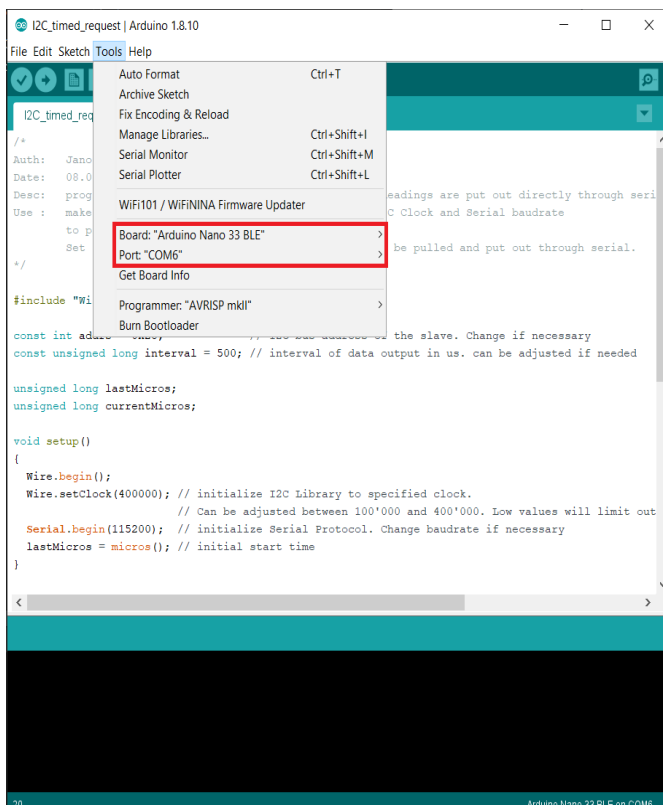 I2C_timed_request | Arduino 1.8.10
File Edit Sketch Tools Help
Auto Format Ctrl+T
Archive Sketch
Fix Encoding & Reload
Manage Libraries... Ctrl+Shift+I
Serial Monitor Ctrl+Shift+M
Serial Plotter Ctrl+Shift+L
WiFi101 / WiFiNINA Firmware Updater
Board: "Arduino Nano 33 BLE"
Port: "COM6"
Get Board Info
Programmer: "AVRISP mkII"
Burn Bootloader
I2C_timed_req
/*
Auth: Jano
Date: 08.0
Desc: prog eadings are put out directly through seri
Use : make C Clock and Serial baudrate
to p
Set be pulled and put out through serial.
*/
#include "Wi
const int the slave. Change if necessary
const unsigned long interval = 500; // interval of data output in us. can be adjusted if needed
unsigned long lastMicros;
unsigned long currentMicros;
void setup()
{
Wire.begin();
Wire.setClock(400000); // initialize I2C Library to specified clock.
// Can be adjusted between 100'000 and 400'000. Low values will limit out
Serial.begin(115200); // initialize Serial Protocol. Change baudrate if necessary
lastMicros = micros(); // initial start time
}
20 Arduino Nano 33 BLE on COM6